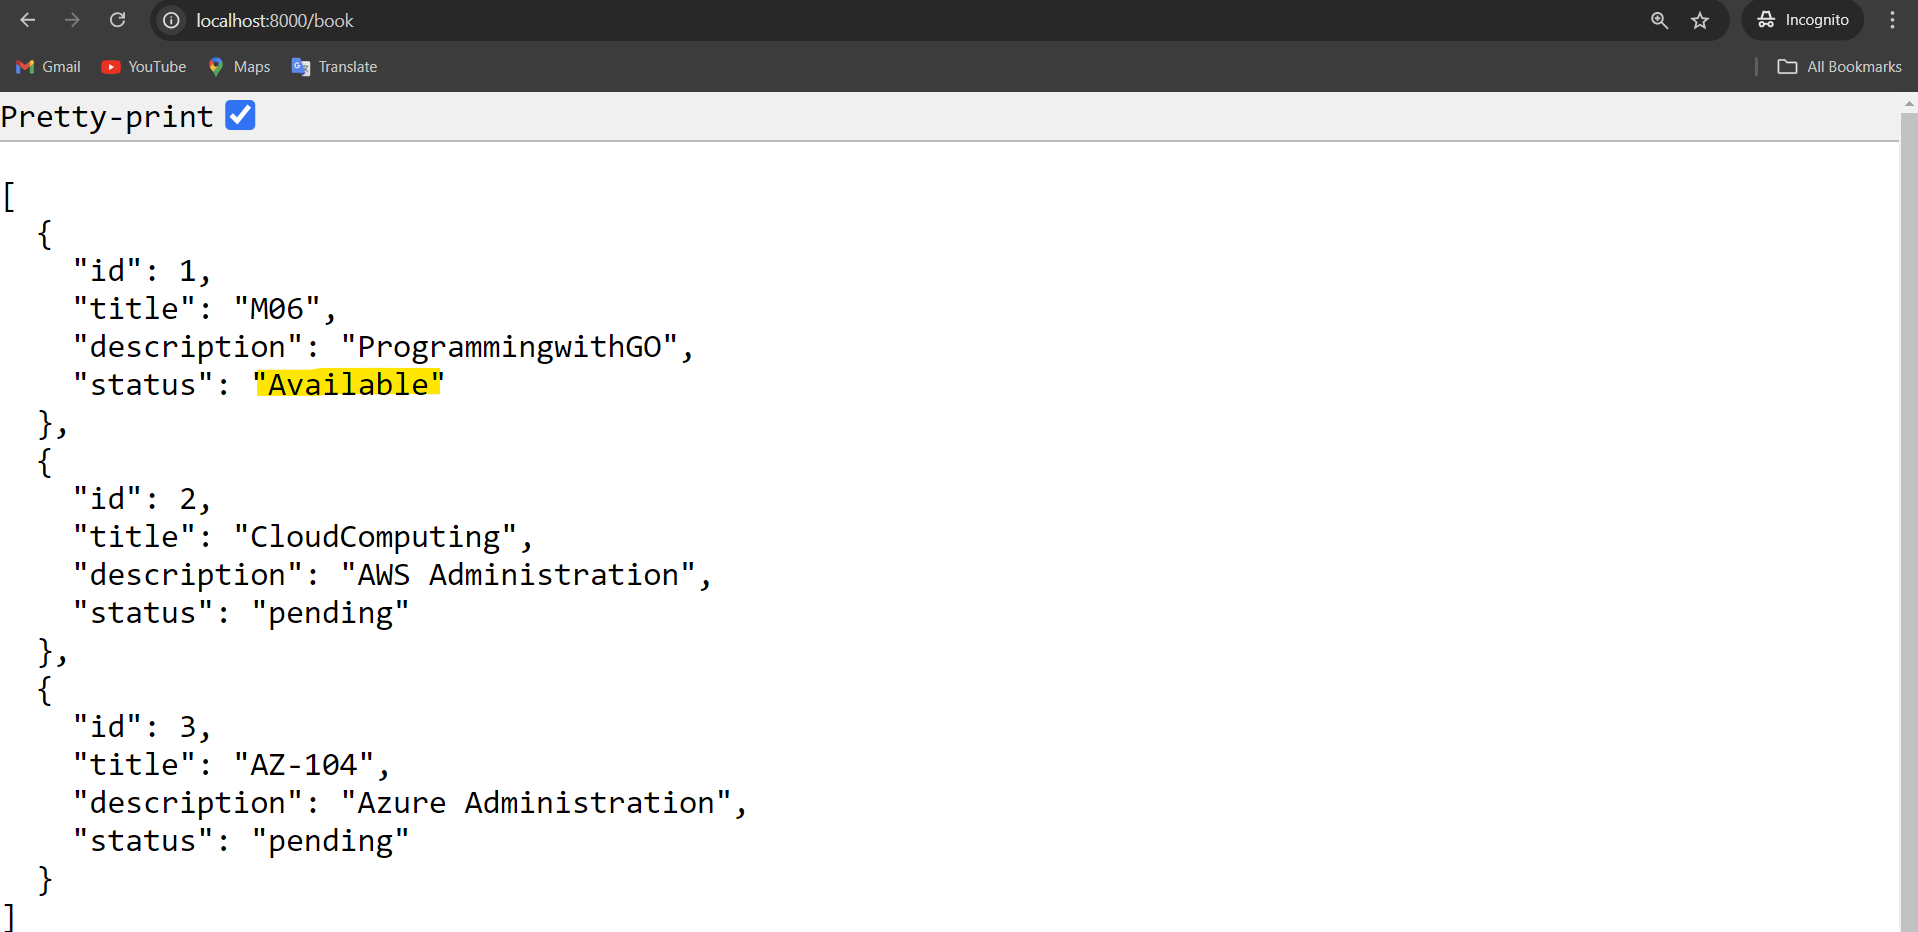 localhost:8000/book
Incognito
Gmail YouTube Maps Translate All Bookmarks
Pretty-print
[
  {
    "id": 1,
    "title": "M06",
    "description": "ProgrammingwithGO",
    "status": "Available"
  },
  {
    "id": 2,
    "title": "CloudComputing",
    "description": "AWS Administration",
    "status": "pending"
  },
  {
    "id": 3,
    "title": "AZ-104",
    "description": "Azure Administration",
    "status": "pending"
  }
]